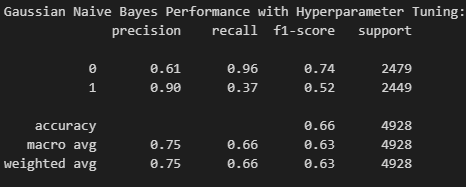 Gaussian Naive Bayes Performance with Hyperparameter Tuning:
precision recall f1-score support
0 0.61 0.96 0.74 2479
1 0.90 0.37 0.52 2449
accuracy 0.66 4928
macro avg 0.75 0.66 0.63 4928
weighted avg 0.75 0.66 0.63 4928